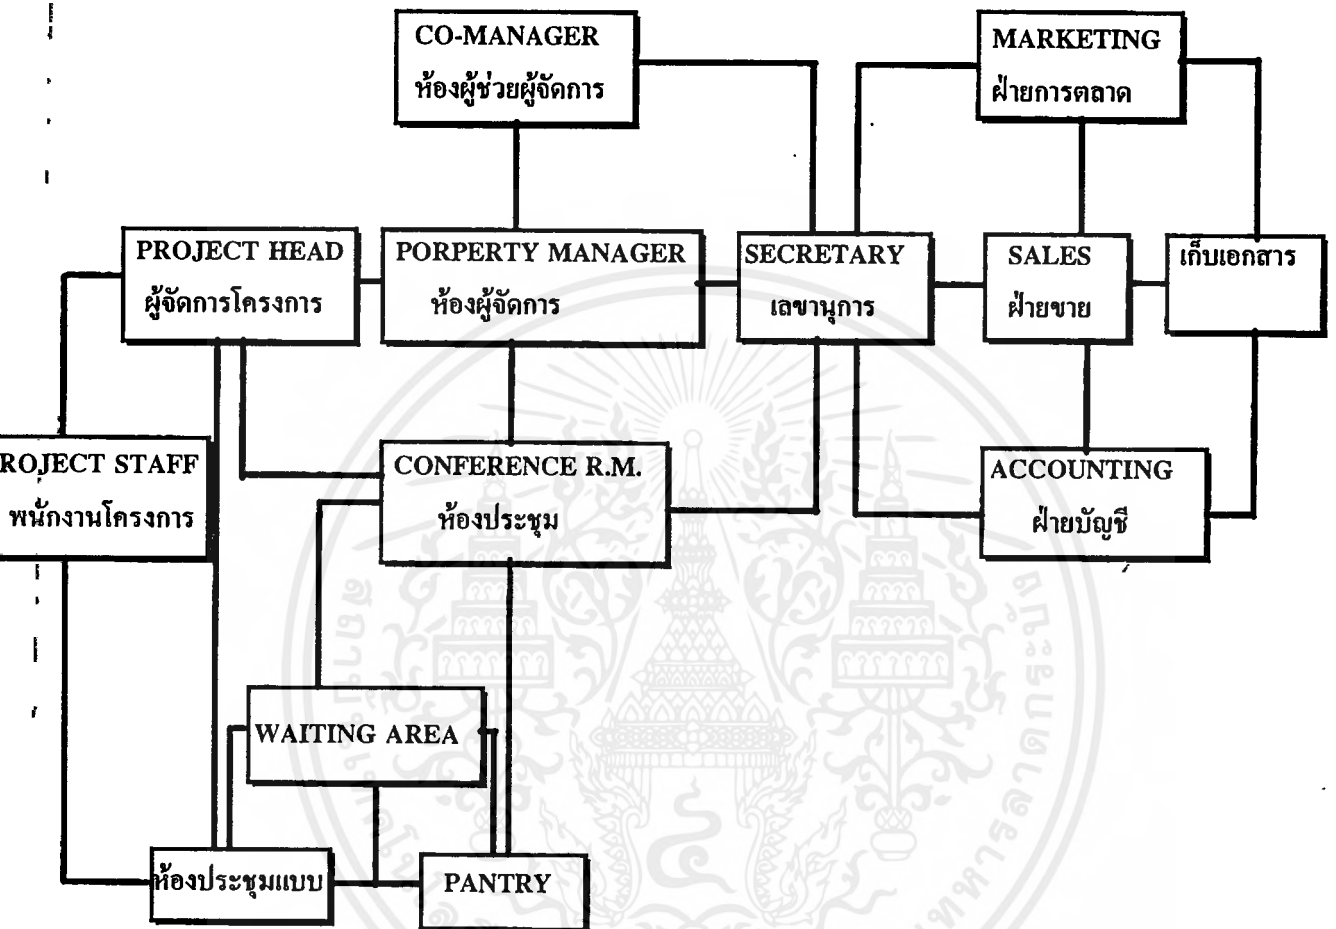 CO-MANAGER
ห้องผู้ช่วยผู้จัดการ
MARKETING
ฝ่ายการตลาด
PROJECT HEAD
ผู้จัดการโครงการ
PORPERTY MANAGER
ห้องผู้จัดการ
SECRETARY
เลขานุการ
SALES
ฝ่ายขาย
เก็บเอกสาร
ROJECT STAFF
พนักงานโครงการ
CONFERENCE R.M.
ห้องประชุม
ACCOUNTING
ฝ่ายบัญชี
WAITING AREA
ห้องประชุมแบบ
PANTRY